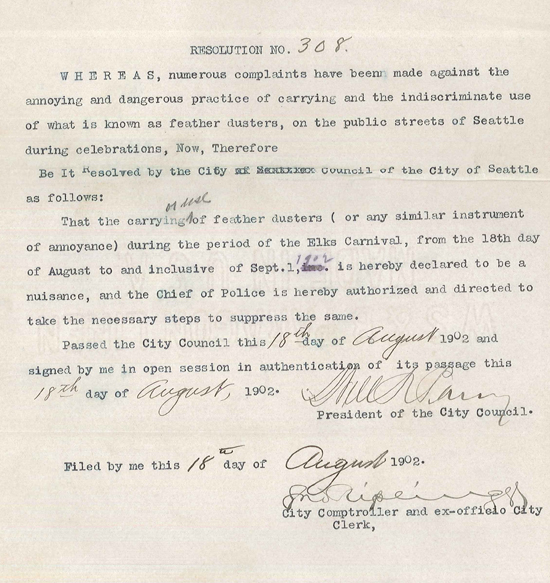 RESOLUTION NO. 308.
W H E R E A S, numerous complaints have been made against the
annoying and dangerous practice of carrying and the indiscriminate use
of what is known as feather dusters, on the public streets of Seattle
during celebrations, Now, Therefore
Be It Resolved by the City of Council of the City of Seattle
as follows:
or use
That the carrying of feather dusters ( or any similar instrument
of annoyance) during the period of the Elks Carnival, from the 18th day
of August to and inclusive of Sept.1, 1902 inc. is hereby declared to be a
nuisance, and the Chief of Police is hereby authorized and directed to
take the necessary steps to suppress the same.
Passed the City Council this 18th day of August 1902 and
signed by me in open session in authentication of its passage this
18th day of August, 1902.
President of the City Council.
Filed by me this 18th day of August 1902.
City Comptroller and ex-officio City
Clerk,